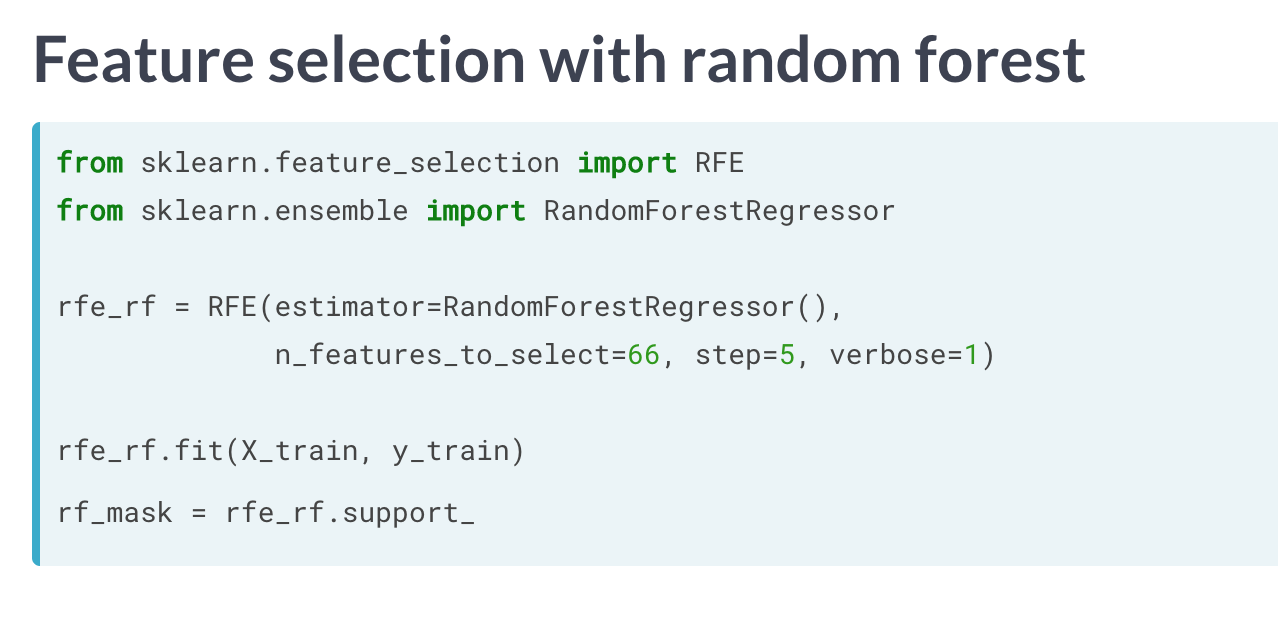 Feature selection with random forest
from sklearn.feature_selection import RFE
from sklearn.ensemble import RandomForestRegressor
rfe_rf = RFE(estimator=RandomForestRegressor(),
             n_features_to_select=66, step=5, verbose=1)
rfe_rf.fit(X_train, y_train)
rf_mask = rfe_rf.support_